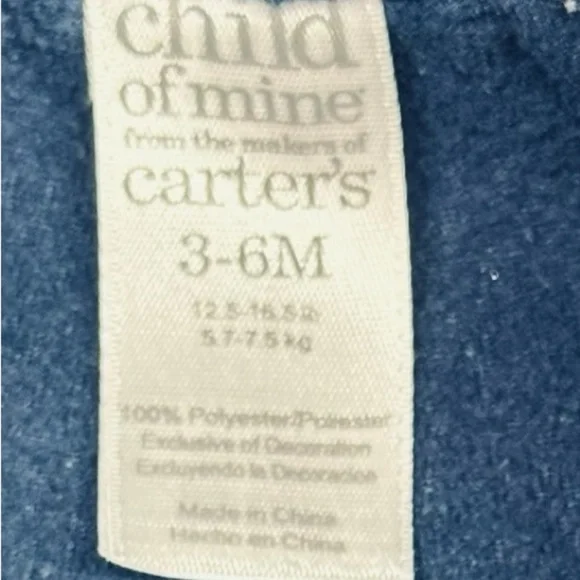 child
of mine
from the makers of
carter's
3-6M
12.5-16.5 lb
5.7-7.5 kg
100% Polyester/Poliester
Exclusive of Decoration
Excluyendo la Decoracion
Made in China
Hecho en China